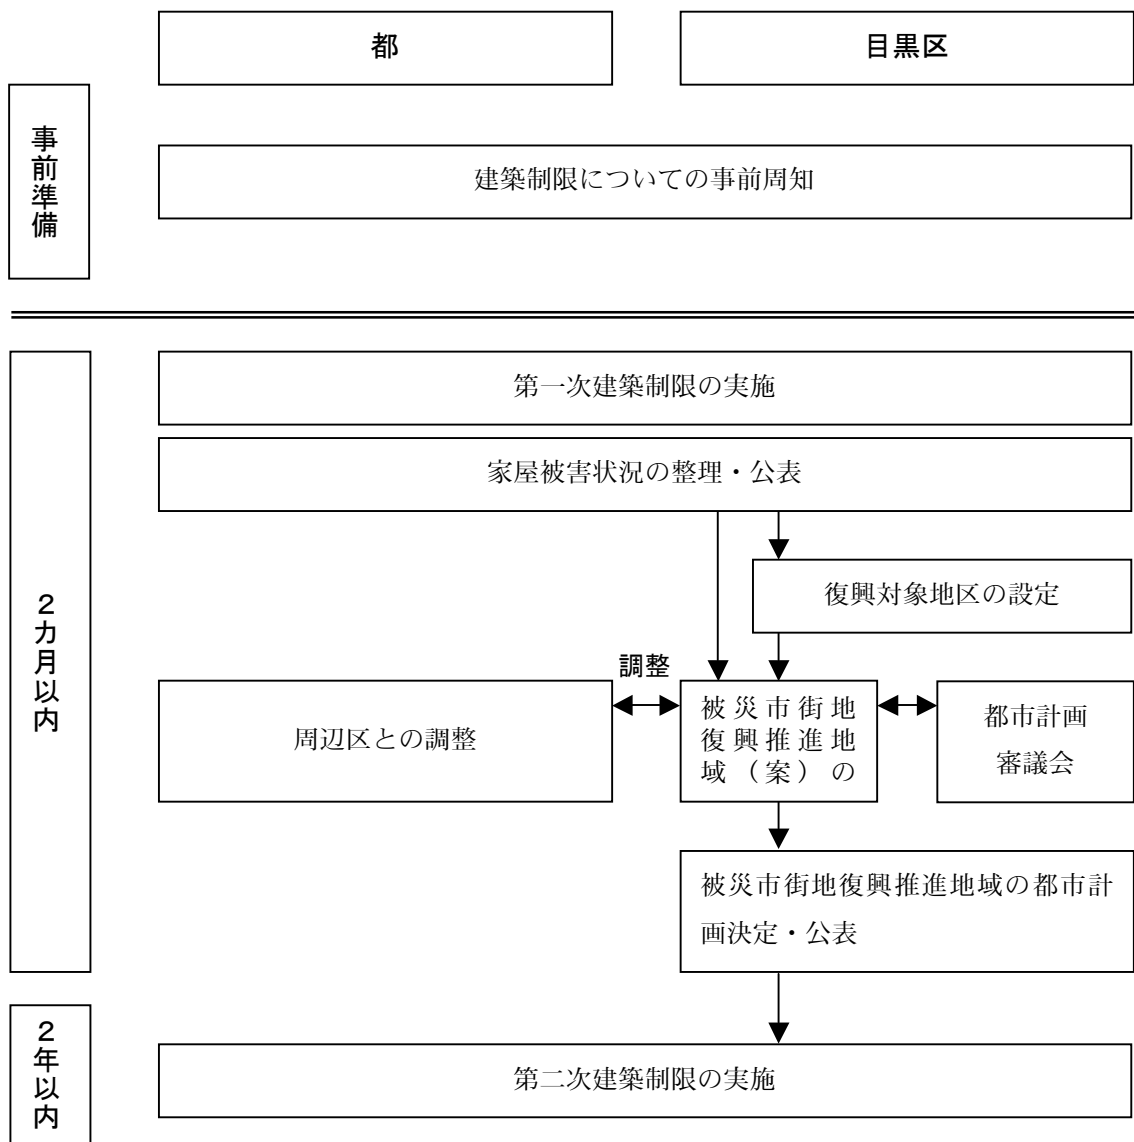 都
目黒区
事前準備
建築制限についての事前周知
2カ月以内
第一次建築制限の実施
家屋被害状況の整理・公表
復興対象地区の設定
調整
周辺区との調整
被災市街地
復興推進地
域（案）の
都市計画
審議会
被災市街地復興推進地域の都市計
画決定・公表
2年以内
第二次建築制限の実施